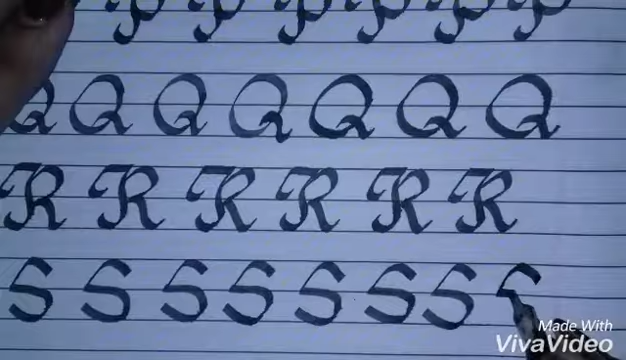 P P P P P P
Q Q Q Q Q Q Q
R R R R R R
S S S S S S S S
Made With
VivaVideo